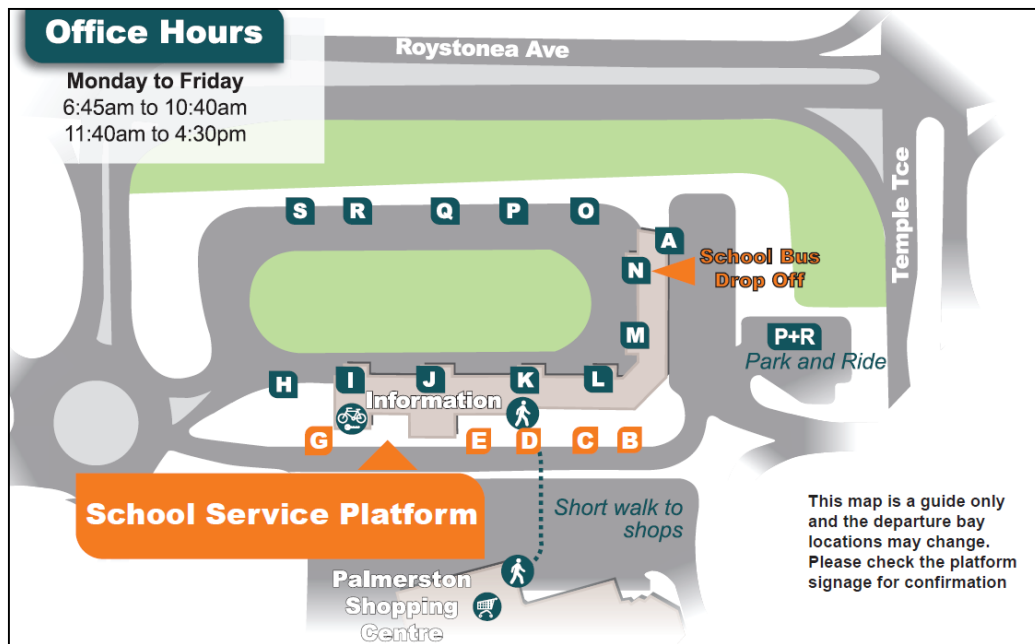 Office Hours
Monday to Friday
6:45am to 10:40am
11:40am to 4:30pm
Roystonea Ave
Temple Tce
S
R
Q
P
O
A
N
School Bus
Drop Off
M
P+R
Park and Ride
H
I
J
K
L
Information
G
E
D
C
B
School Service Platform
Short walk to
shops
This map is a guide only
and the departure bay
locations may change.
Please check the platform
signage for confirmation
Palmerston
Shopping
Centre